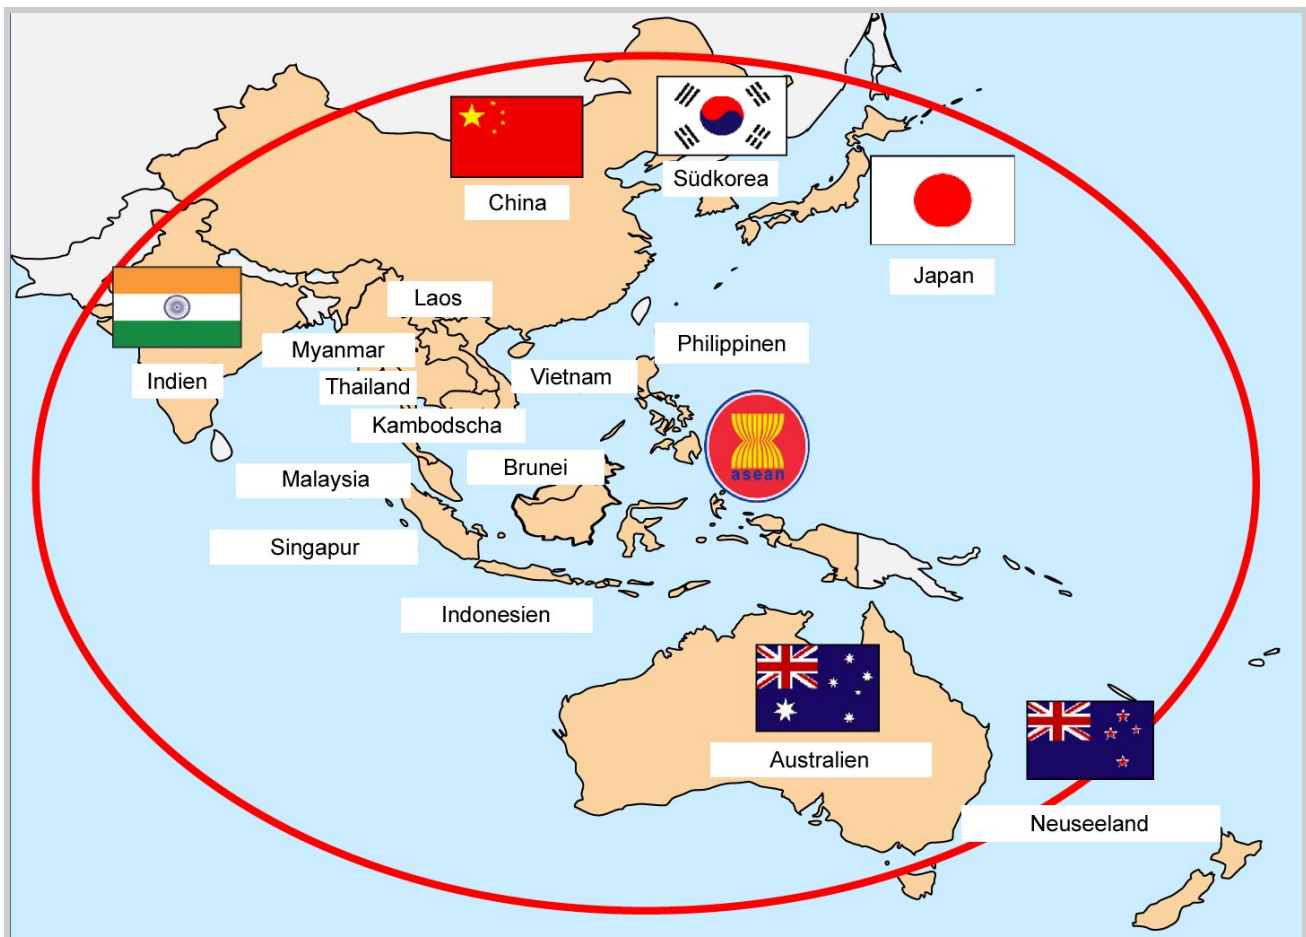 China
Südkorea
Japan
Indien
Laos
Myanmar
Philippinen
Thailand
Vietnam
Kambodscha
asean
Brunei
Malaysia
Singapur
Indonesien
Australien
Neuseeland